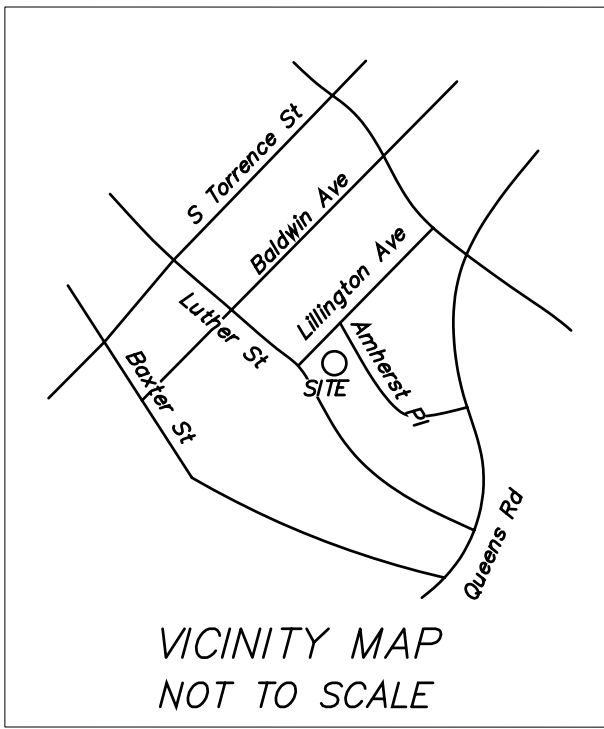 S Torrence St
Baldwin Ave
Lillington Ave
Luther St
Amherst Pl
Baxter St
SITE
Queens Rd
VICINITY MAP
NOT TO SCALE